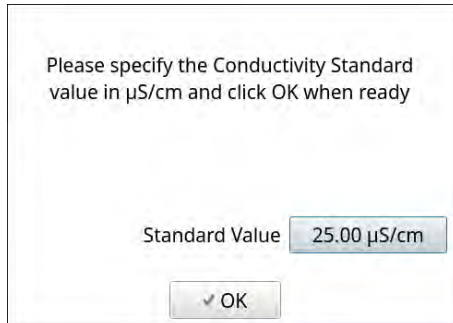 Please specify the Conductivity Standard
value in µS/cm and click OK when ready
Standard Value 25.00 µS/cm
✓ OK